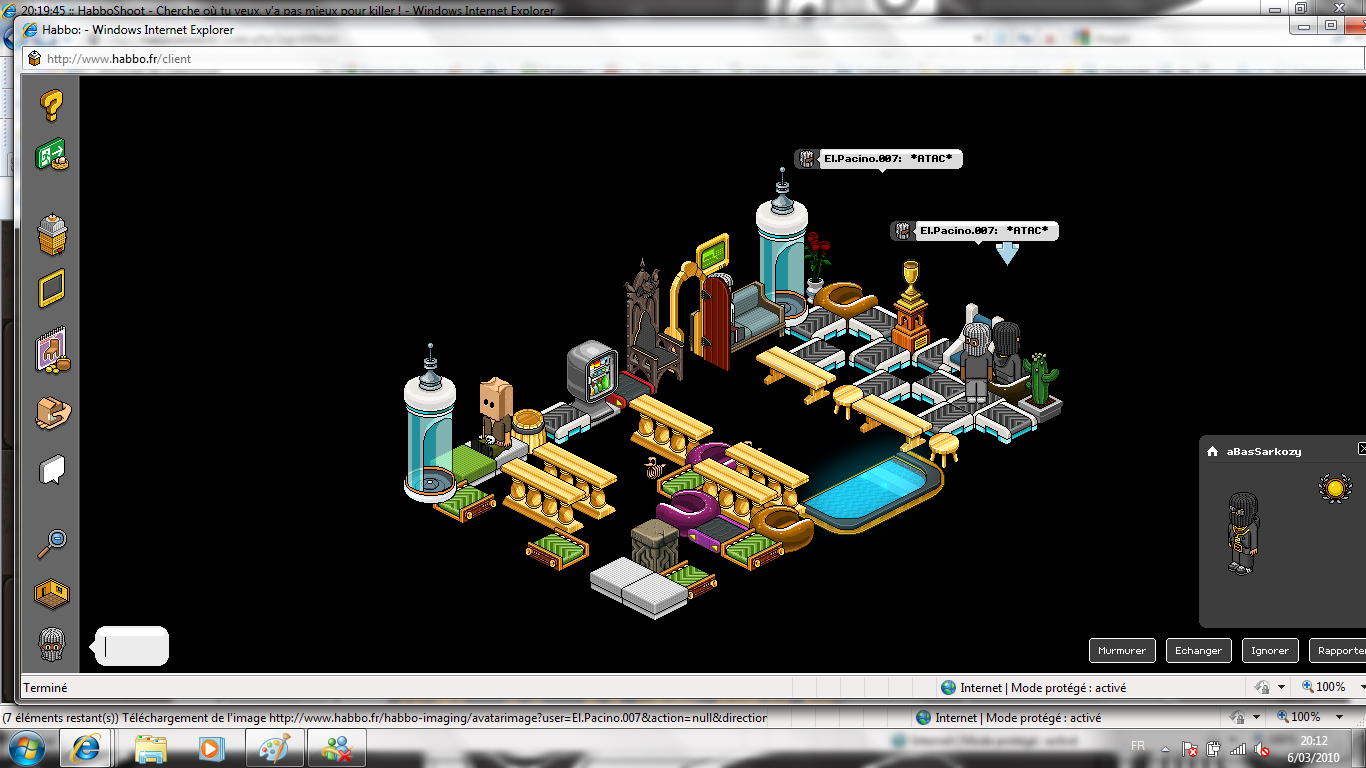 20:19:45 :: HabboShoot - Cherche où tu veux, y'a pas mieux pour killer ! - Windows Internet Explorer
Habbo: - Windows Internet Explorer
http://www.habbo.fr/client
El.Pacino.007: *ATAC*
El.Pacino.007: *ATAC*
aBasSarkozy
Murmurer
Echanger
Ignorer
Rapporter
Terminé
Internet | Mode protégé : activé
100%
(7 élements restant(s)) Téléchargement de l'image http://www.habbo.fr/habbo-imaging/avatarimage?user=El.Pacino.007&action=null&direction
Internet | Mode protégé : activé
100%
FR
20:12
6/03/2010